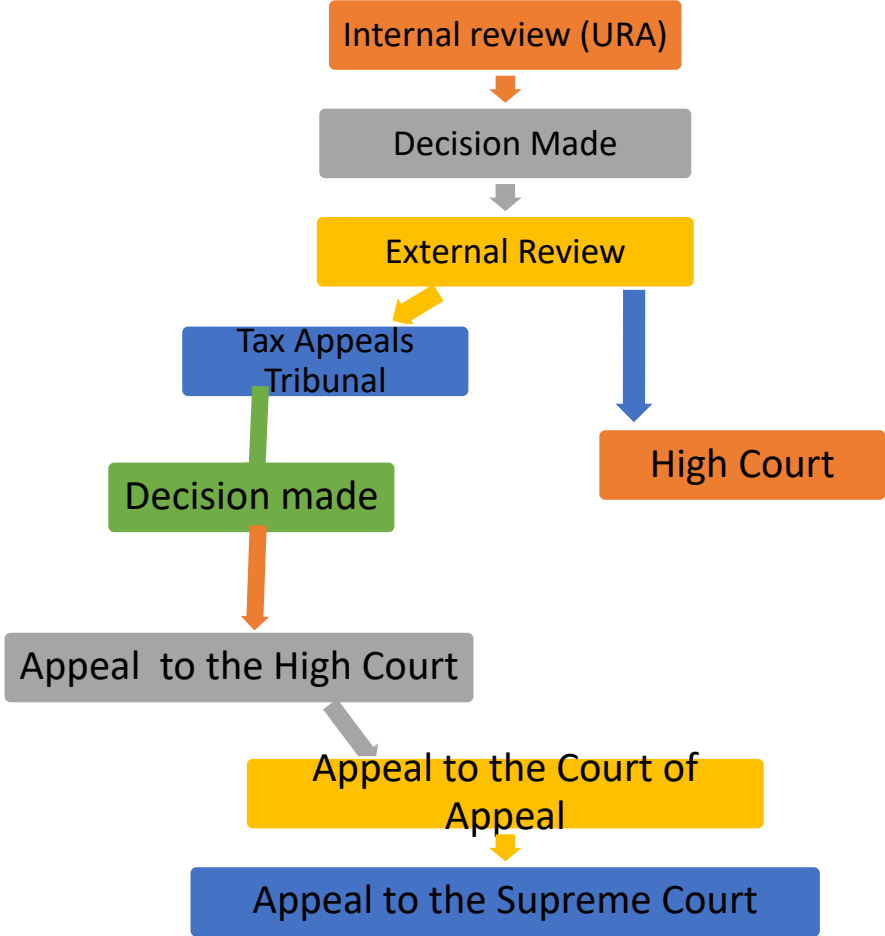 Internal review (URA)
Decision Made
External Review
Tax Appeals
Tribunal
High Court
Decision made
Appeal  to the High Court
Appeal to the Court of
Appeal
Appeal to the Supreme Court